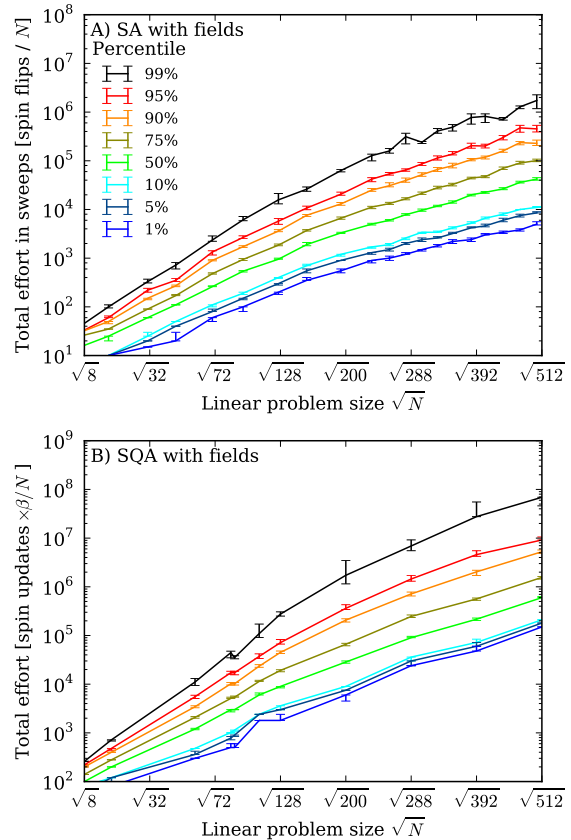 A) SA with fields
Percentile
99%
95%
90%
75%
50%
10%
5%
1%
Total effort in sweeps [spin flips / N]
10^8
10^7
10^6
10^5
10^4
10^3
10^2
10^1
√8 √32 √72 √128 √200 √288 √392 √512
Linear problem size √N
B) SQA with fields
Total effort [spin updates ×β/N]
10^9
10^8
10^7
10^6
10^5
10^4
10^3
10^2
√8 √32 √72 √128 √200 √288 √392 √512
Linear problem size √N